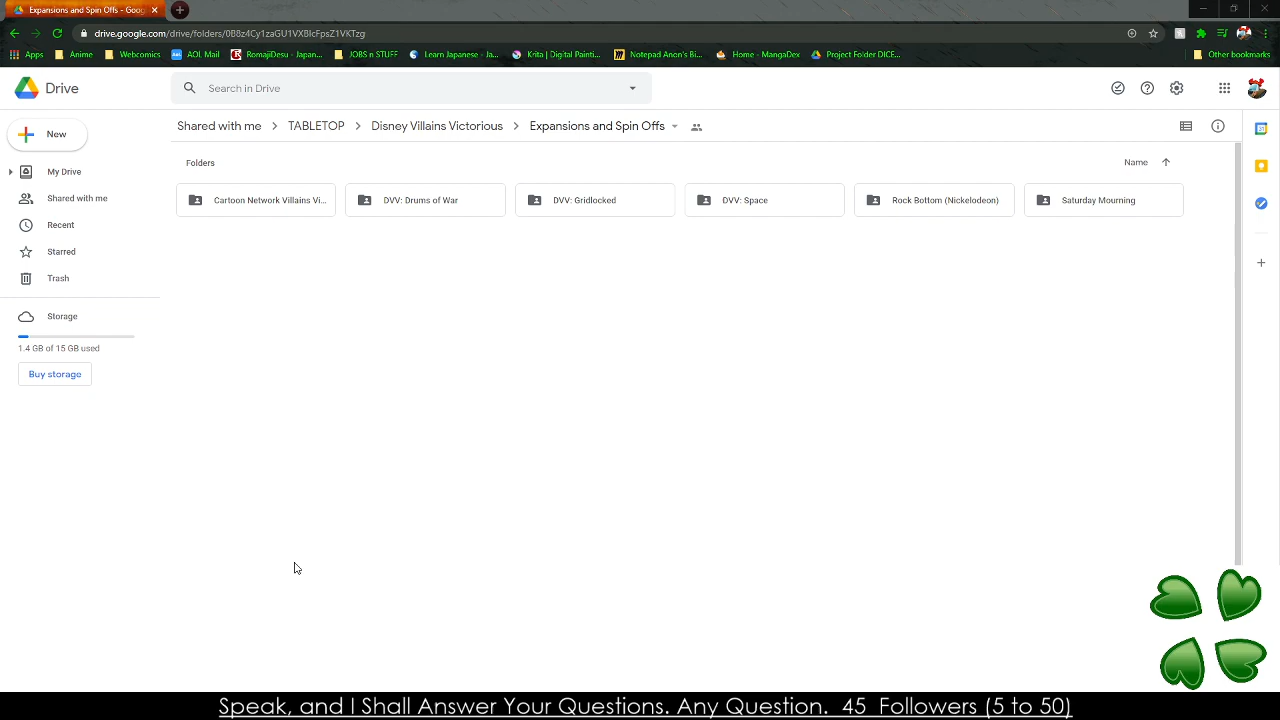 Expansions and Spin Offs - Goog
drive.google.com/drive/folders/0B8z4Cy1zaGU1VXBIcFpsZ1VKTzg
Apps Anime Webcomics AOL Mail RomajiDesu - Japan... JOBS n STUFF Learn Japanese - Ja... Krita | Digital Painti... Notepad Anon's Bi... Home - MangaDex Project Folder DICE... Other bookmarks
Drive
Search in Drive
New
Shared with me > TABLETOP > Disney Villains Victorious > Expansions and Spin Offs
Folders
Name
My Drive
Shared with me
Recent
Starred
Trash
Storage
1.4 GB of 15 GB used
Buy storage
Cartoon Network Villains Vi... DVV: Drums of War DVV: Gridlocked DVV: Space Rock Bottom (Nickelodeon) Saturday Mourning
Speak, and I Shall Answer Your Questions. Any Question. 45 Followers (5 to 50)